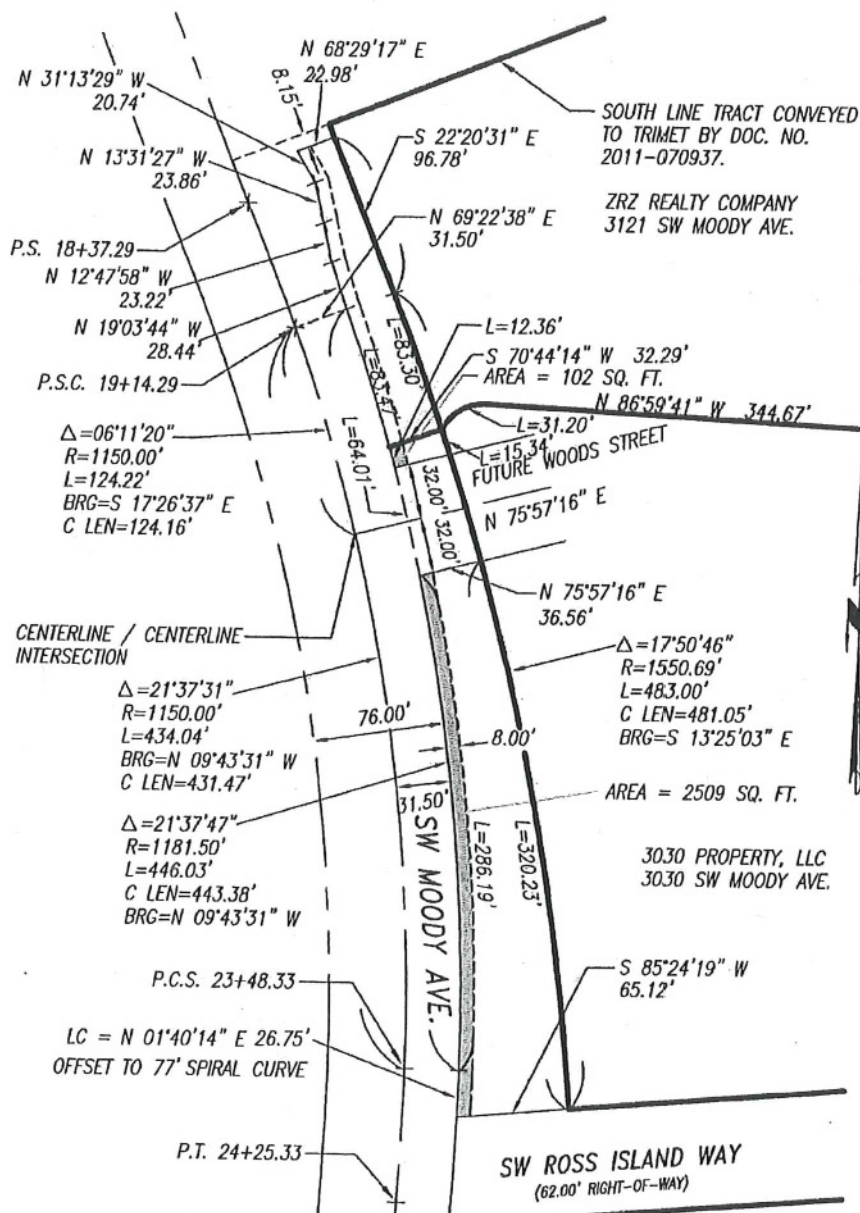 N 68°29'17" E
22.98'
8.15'
N 31°13'29" W
20.74'
SOUTH LINE TRACT CONVEYED
TO TRIMET BY DOC. NO.
2011-070937.
S 22°20'31" E
96.78'
N 13°31'27" W
23.86'
ZRZ REALTY COMPANY
3121 SW MOODY AVE.
N 69°22'38" E
31.50'
P.S. 18+37.29
N 12°47'58" W
23.22'
N 19°03'44" W
28.44'
L=83.30'
L=12.36'
S 70°44'14" W 32.29'
AREA = 102 SQ. FT.
P.S.C. 19+14.29
L=83.47'
N 86°59'41" W 344.67'
L=31.20'
L=15.34'
FUTURE WOODS STREET
Δ=06°11'20"
R=1150.00'
L=124.22'
BRG=S 17°26'37" E
C LEN=124.16'
L=64.01'
32.00'
32.00'
N 75°57'16" E
N 75°57'16" E
36.56'
CENTERLINE / CENTERLINE
INTERSECTION
Δ=17°50'46"
R=1550.69'
L=483.00'
C LEN=481.05'
BRG=S 13°25'03" E
Δ=21°37'31"
R=1150.00'
L=434.04'
BRG=N 09°43'31" W
C LEN=431.47'
76.00'
8.00'
31.50'
AREA = 2509 SQ. FT.
Δ=21°37'47"
R=1181.50'
L=446.03'
C LEN=443.38'
BRG=N 09°43'31" W
SW MOODY AVE.
L=286.19'
L=320.23'
3030 PROPERTY, LLC
3030 SW MOODY AVE.
S 85°24'19" W
65.12'
P.C.S. 23+48.33
LC = N 01°40'14" E 26.75'
OFFSET TO 77' SPIRAL CURVE
P.T. 24+25.33
SW ROSS ISLAND WAY
(62.00' RIGHT-OF-WAY)